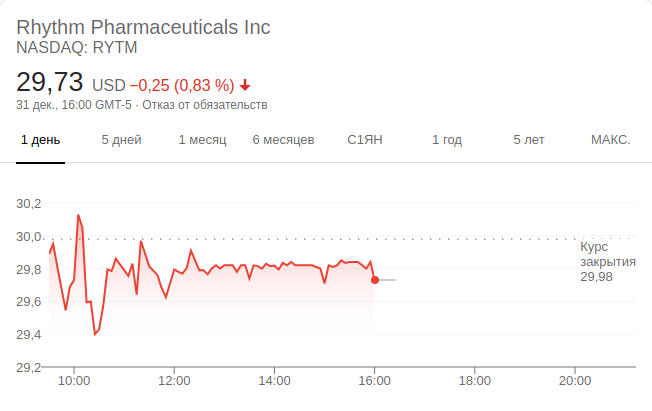 Rhythm Pharmaceuticals Inc
NASDAQ: RYTM
29,73 USD −0,25 (0,83 %)
31 дек., 16:00 GMT-5 · Отказ от обязательств
1 день 5 дней 1 месяц 6 месяцев С1ЯН 1 год 5 лет МАКС.
30,2
30,0
Курс
закрытия
29,98
29,8
29,6
29,4
29,2
10:00 12:00 14:00 16:00 18:00 20:00